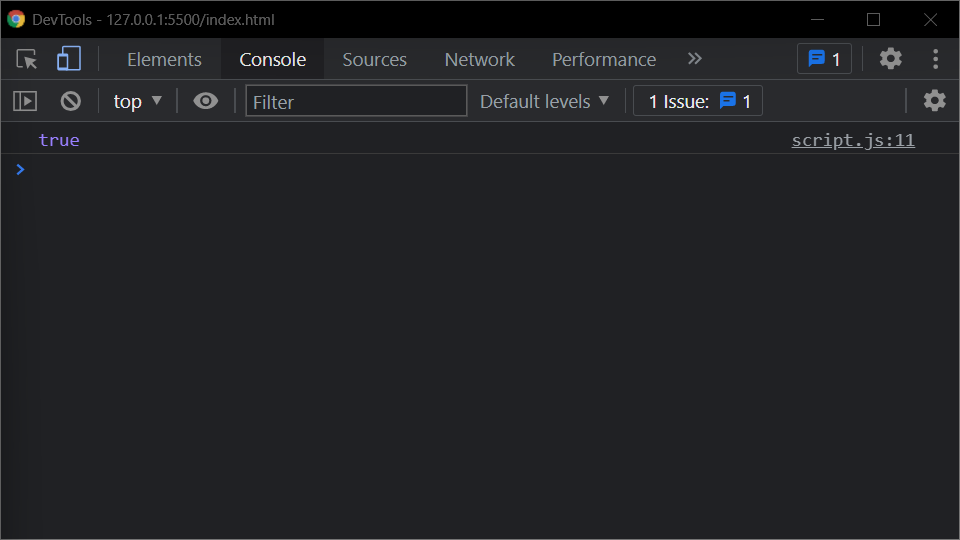 DevTools - 127.0.0.1:5500/index.html
Elements Console Sources Network Performance » 1
top ▼ Filter Default levels ▼ 1 Issue: 1
true script.js:11
>